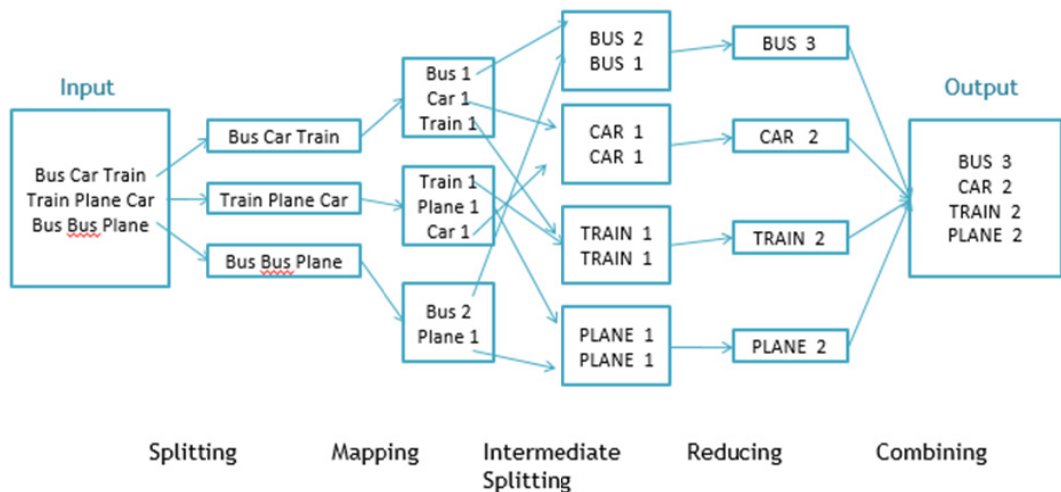 Input
Bus Car Train
Train Plane Car
Bus Bus Plane
Bus Car Train
Train Plane Car
Bus Bus Plane
Bus 1
Car 1
Train 1
Train 1
Plane 1
Car 1
Bus 2
Plane 1
BUS 2
BUS 1
CAR 1
CAR 1
TRAIN 1
TRAIN 1
PLANE 1
PLANE 1
BUS 3
CAR 2
TRAIN 2
PLANE 2
Output
BUS 3
CAR 2
TRAIN 2
PLANE 2
Splitting
Mapping
Intermediate
Splitting
Reducing
Combining